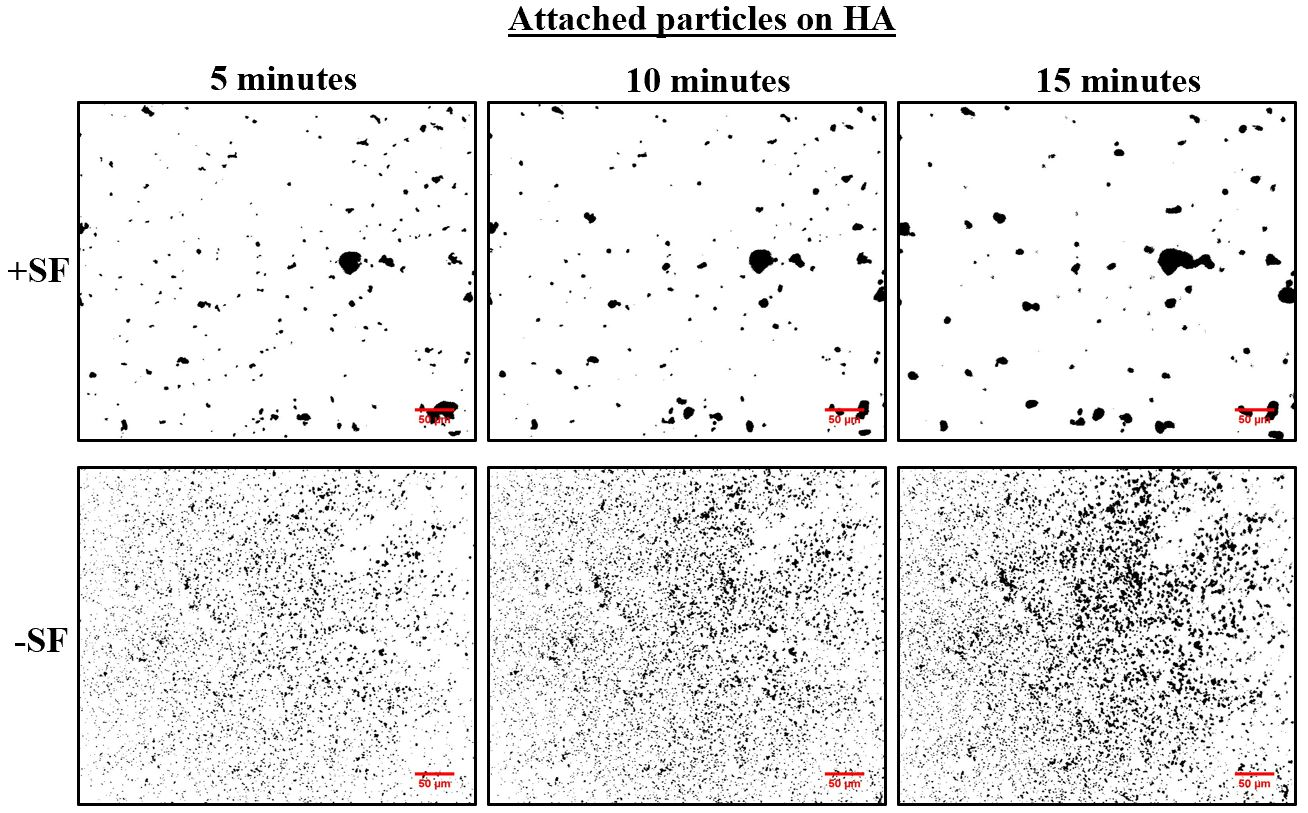 Attached particles on HA
5 minutes
10 minutes
15 minutes
+SF
50 µm
50 µm
50 µm
-SF
50 µm
50 µm
50 µm